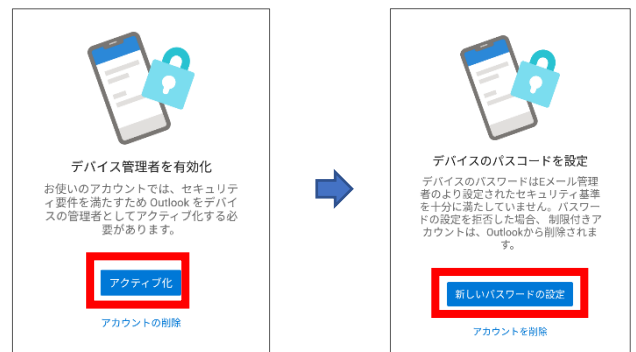 デバイス管理者を有効化
お使いのアカウントでは、セキュリテ
ィ要件を満たすため Outlook をデバイ
スの管理者としてアクティブ化する必
要があります。
アクティブ化
アカウントの削除
デバイスのパスコードを設定
デバイスのパスワードはEメール管理
者のより設定されたセキュリティ基準
を十分に満たしていません。パスワー
ドの設定を拒否した場合、制限付きア
カウントは、Outlookから削除されま
す。
新しいパスワードの設定
アカウントを削除